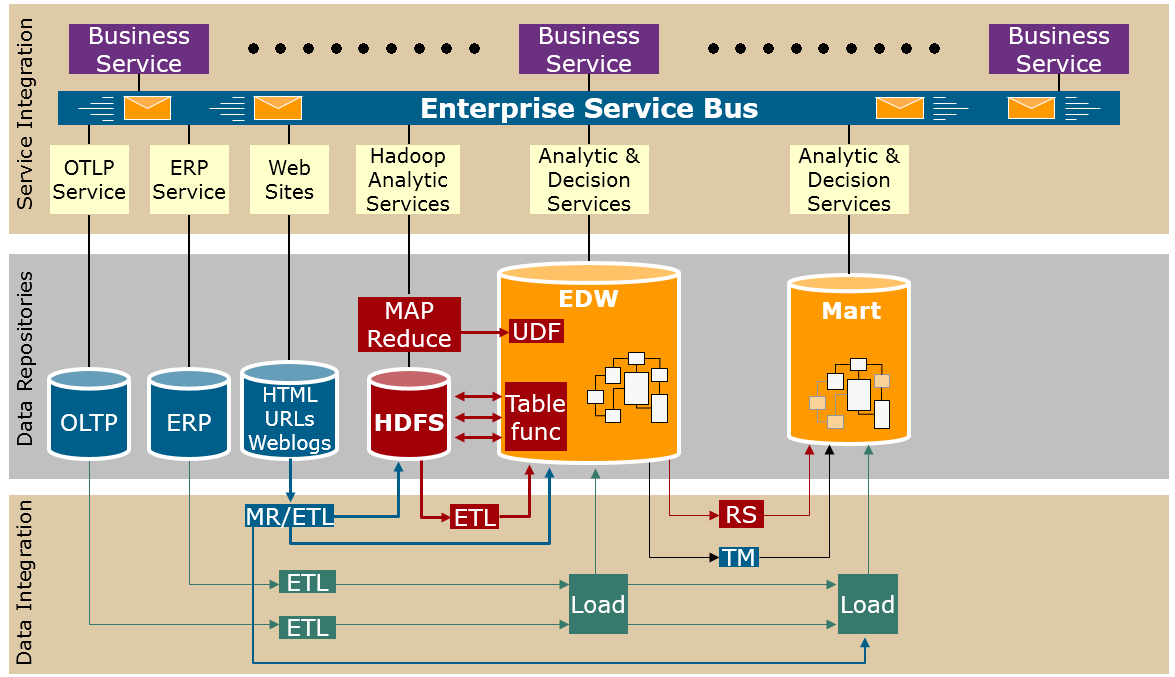 Service Integration
Business
Service
Business
Service
Business
Service
Enterprise Service Bus
OTLP
Service
ERP
Service
Web
Sites
Hadoop
Analytic
Services
Analytic &
Decision
Services
Analytic &
Decision
Services
Data Repositories
OLTP
ERP
HTML
URLs
Weblogs
MAP
Reduce
HDFS
EDW
UDF
Table
func
Mart
Data Integration
MR/ETL
ETL
RS
TM
ETL
ETL
Load
Load